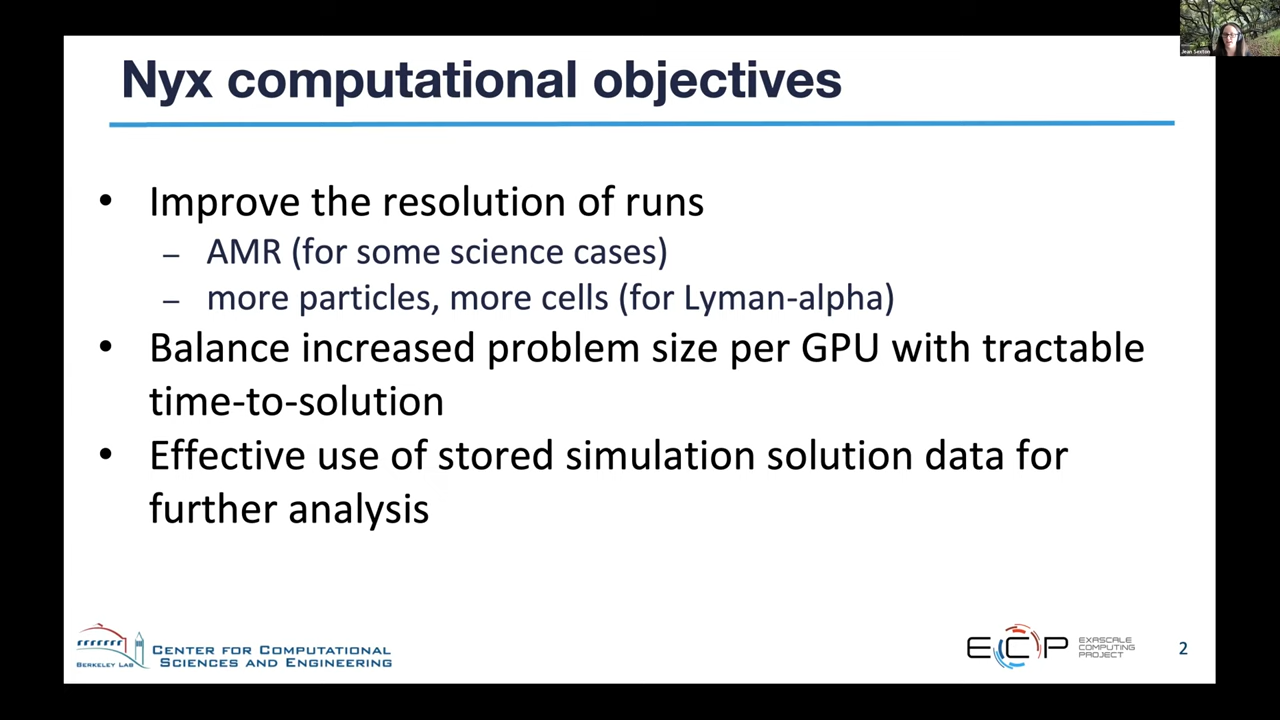 Jean Sexton
Nyx computational objectives
• Improve the resolution of runs
– AMR (for some science cases)
– more particles, more cells (for Lyman-alpha)
• Balance increased problem size per GPU with tractable
time-to-solution
• Effective use of stored simulation solution data for
further analysis
BERKELEY LAB
CENTER FOR COMPUTATIONAL
SCIENCES AND ENGINEERING
ECP
EXASCALE
COMPUTING
PROJECT
2